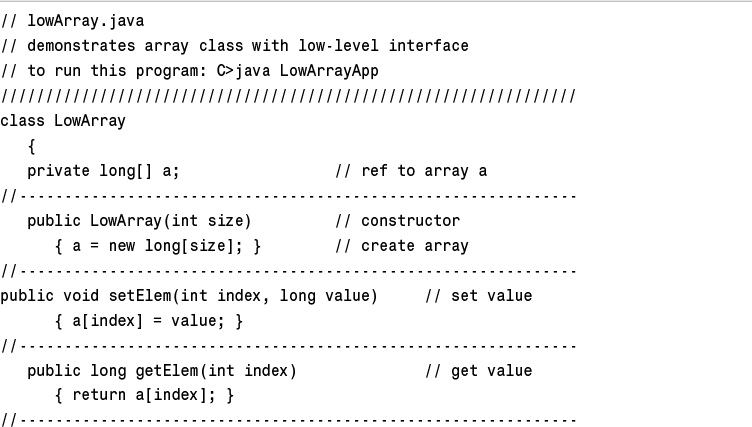 // lowArray.java
// demonstrates array class with low-level interface
// to run this program: C>java LowArrayApp
////////////////////////////////////////////////////////////////
class LowArray
   {
   private long[] a;                 // ref to array a
//--------------------------------------------------------------
   public LowArray(int size)         // constructor
      { a = new long[size]; }        // create array
//--------------------------------------------------------------
public void setElem(int index, long value)     // set value
      { a[index] = value; }
//--------------------------------------------------------------
   public long getElem(int index)              // get value
      { return a[index]; }
//--------------------------------------------------------------